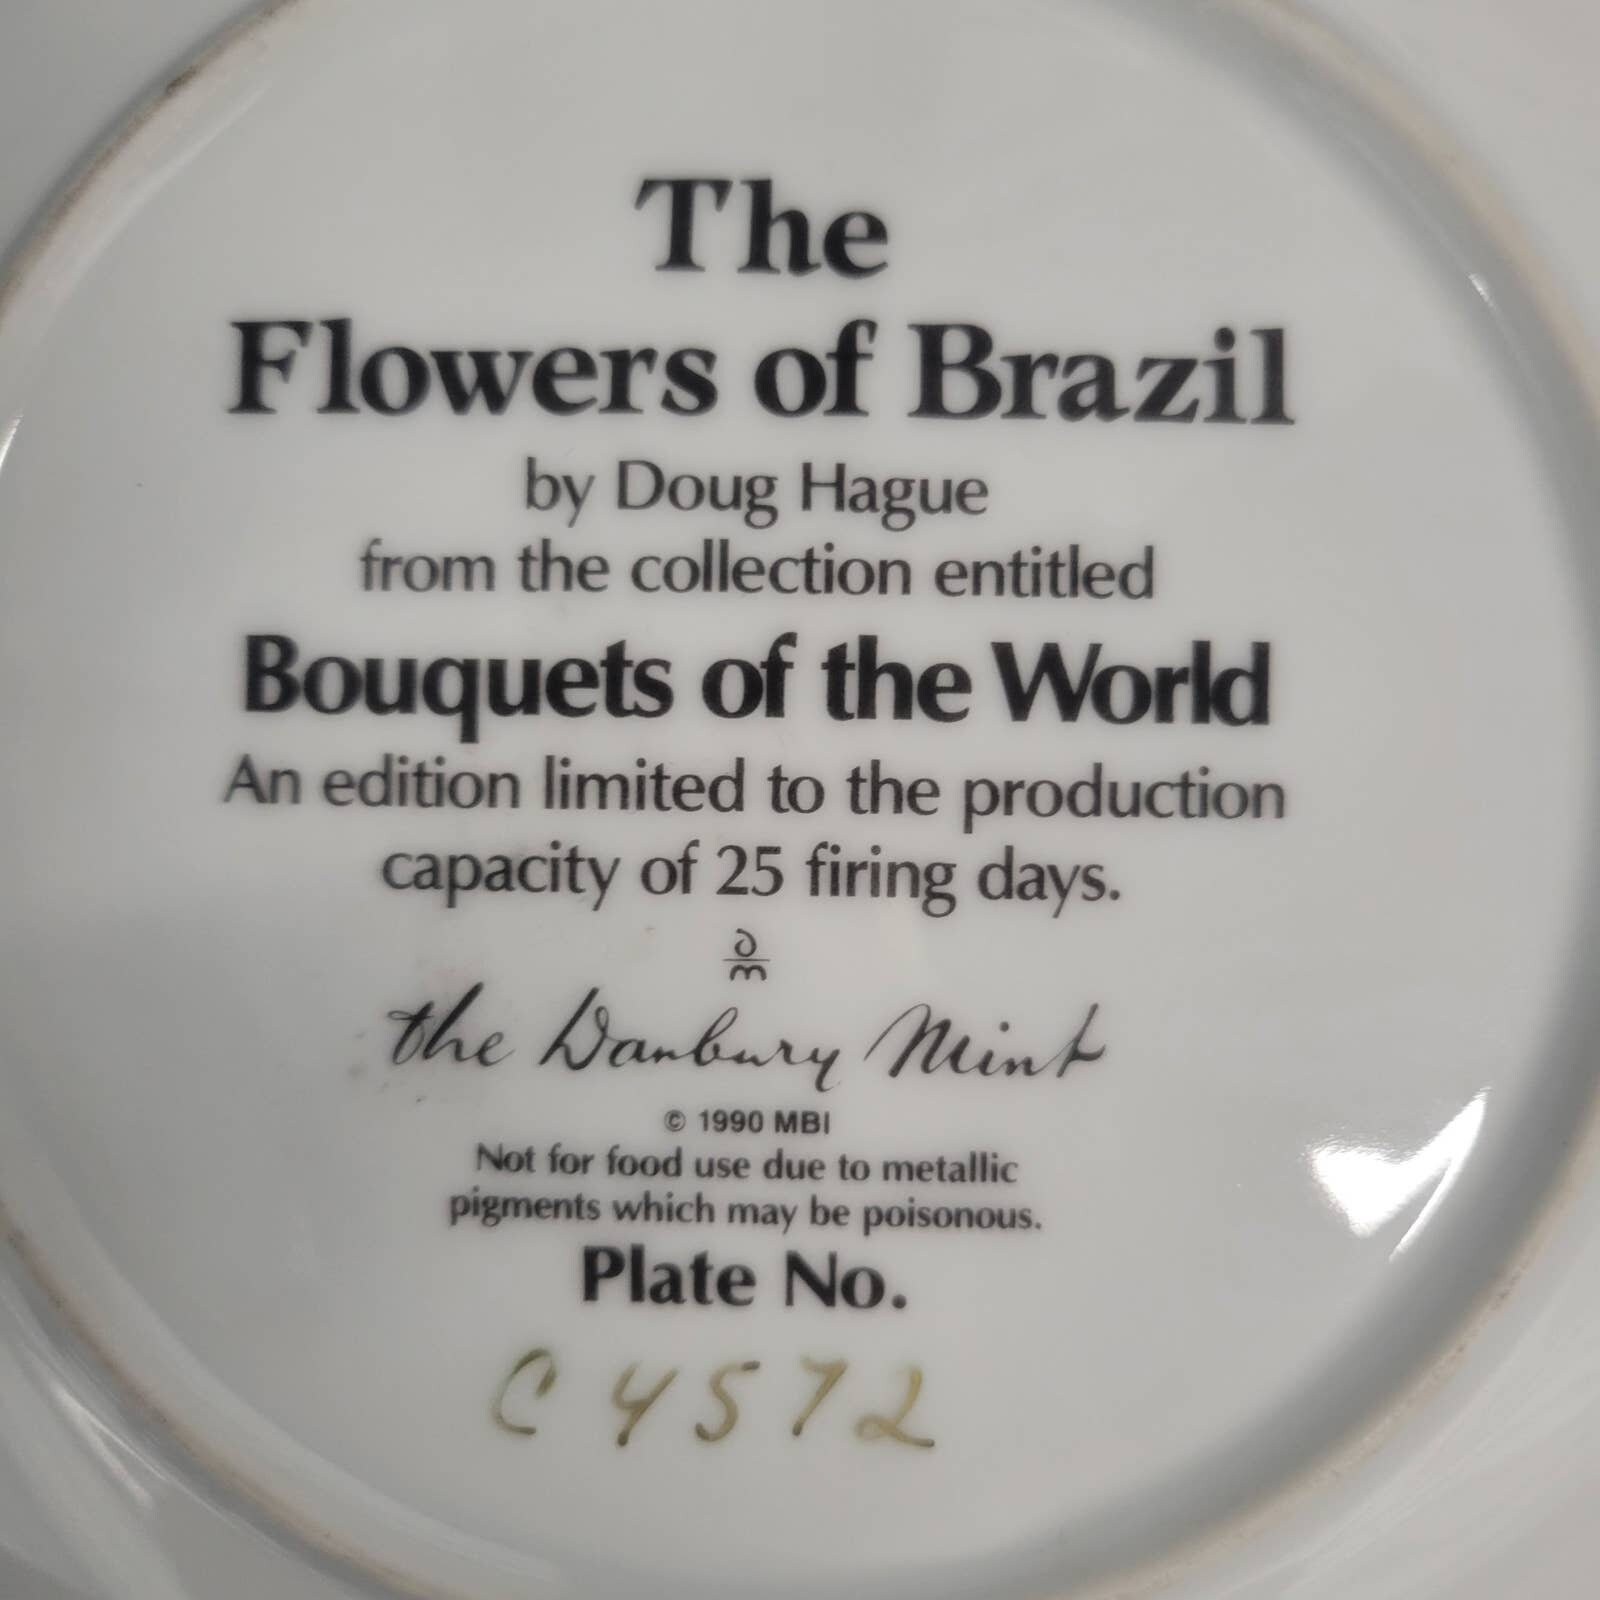 The
Flowers of Brazil
by Doug Hague
from the collection entitled
Bouquets of the World
An edition limited to the production
capacity of 25 firing days.
dm
the Danbury Mint
© 1990 MBI
Not for food use due to metallic
pigments which may be poisonous.
Plate No.
C4572